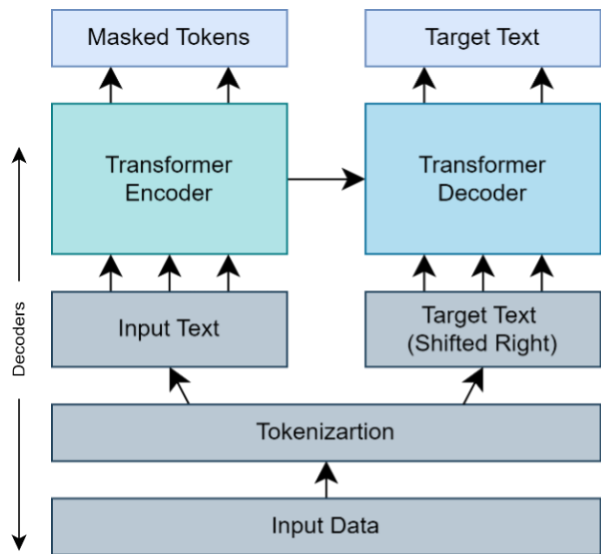 Masked Tokens
Target Text
Transformer
Encoder
Transformer
Decoder
Decoders
Input Text
Target Text
(Shifted Right)
Tokenizartion
Input Data